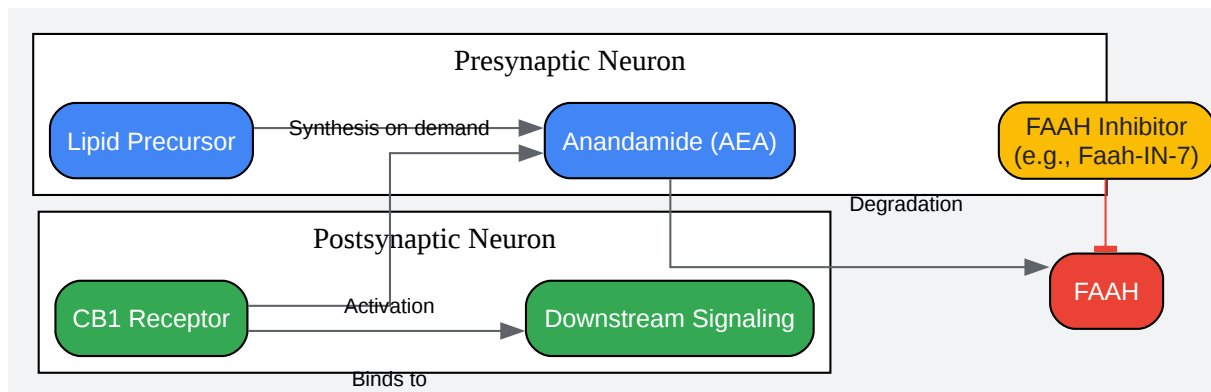 Presynaptic Neuron
Lipid Precursor
Synthesis on demand
Anandamide (AEA)
FAAH Inhibitor
(e.g., Faah-IN-7)
Degradation
Postsynaptic Neuron
FAAH
CB1 Receptor
Activation
Downstream Signaling
Binds to